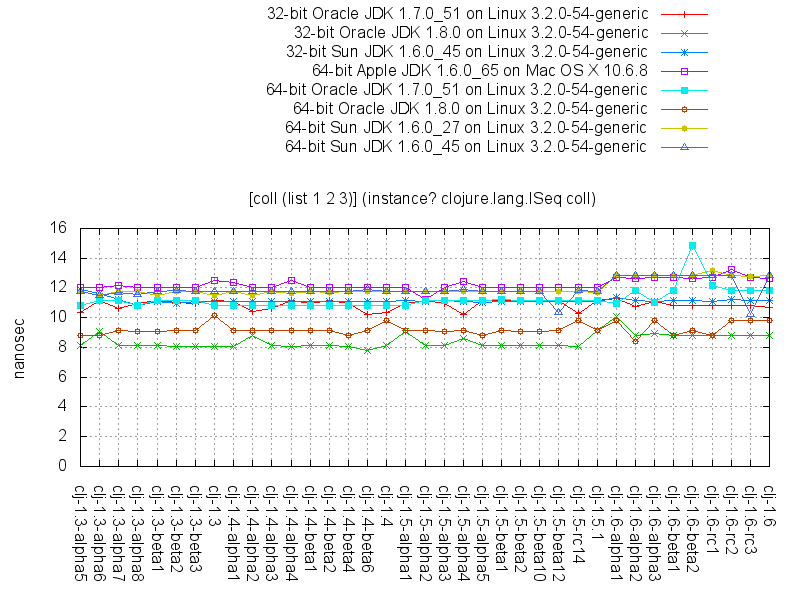 32-bit Oracle JDK 1.7.0_51 on Linux 3.2.0-54-generic
32-bit Oracle JDK 1.8.0 on Linux 3.2.0-54-generic
32-bit Sun JDK 1.6.0_45 on Linux 3.2.0-54-generic
64-bit Apple JDK 1.6.0_65 on Mac OS X 10.6.8
64-bit Oracle JDK 1.7.0_51 on Linux 3.2.0-54-generic
64-bit Oracle JDK 1.8.0 on Linux 3.2.0-54-generic
64-bit Sun JDK 1.6.0_27 on Linux 3.2.0-54-generic
64-bit Sun JDK 1.6.0_45 on Linux 3.2.0-54-generic
[coll (list 1 2 3)] (instance? clojure.lang.ISeq coll)
16
14
12
10
8
6
4
2
0
nanosec
clj-1.3-alpha5
clj-1.3-alpha6
clj-1.3-alpha7
clj-1.3-alpha8
clj-1.3-beta1
clj-1.3-beta2
clj-1.3-beta3
clj-1.3
clj-1.4-alpha1
clj-1.4-alpha2
clj-1.4-alpha3
clj-1.4-alpha4
clj-1.4-beta1
clj-1.4-beta2
clj-1.4-beta4
clj-1.4-beta6
clj-1.4
clj-1.5-alpha1
clj-1.5-alpha2
clj-1.5-alpha3
clj-1.5-alpha4
clj-1.5-alpha5
clj-1.5-beta1
clj-1.5-beta2
clj-1.5-beta10
clj-1.5-beta12
clj-1.5-rc14
clj-1.5.1
clj-1.6-alpha1
clj-1.6-alpha2
clj-1.6-alpha3
clj-1.6-beta1
clj-1.6-beta2
clj-1.6-rc1
clj-1.6-rc2
clj-1.6-rc3
clj-1.6